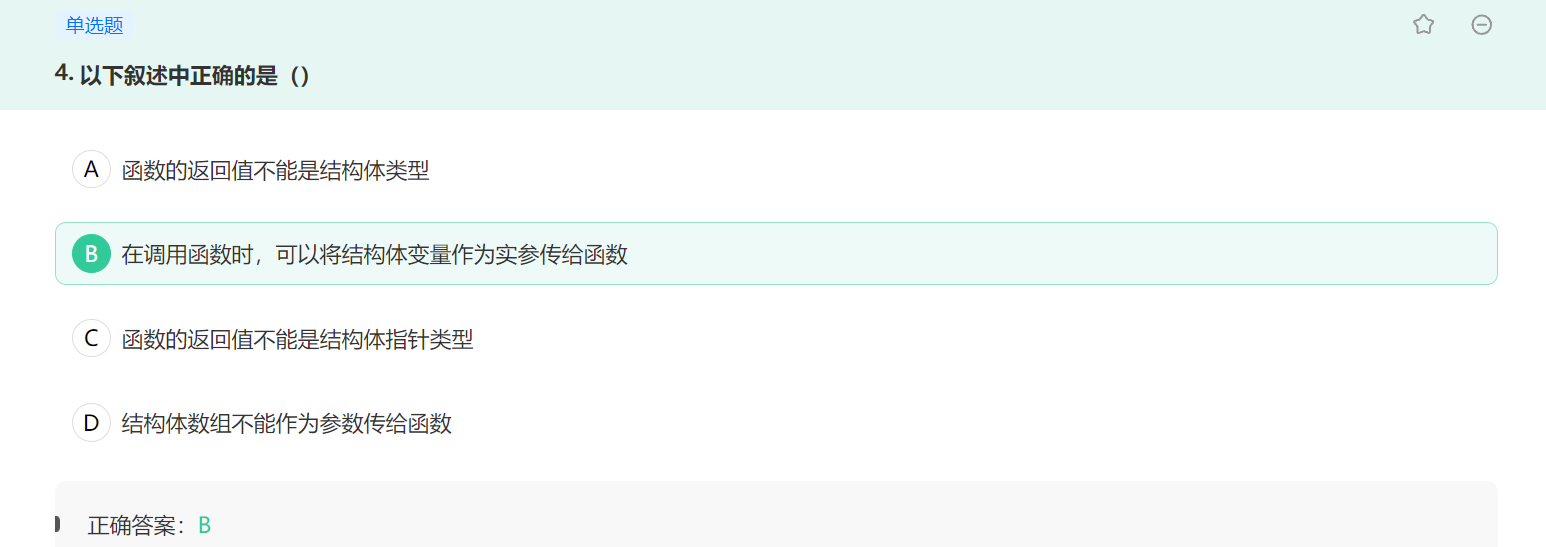 单选题
4. 以下叙述中正确的是（）
A 函数的返回值不能是结构体类型
B 在调用函数时，可以将结构体变量作为实参传给函数
C 函数的返回值不能是结构体指针类型
D 结构体数组不能作为参数传给函数
正确答案：B